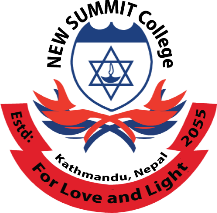 NEW SUMMIT College
Kathmandu, Nepal
Estd: 2055
For Love and Light